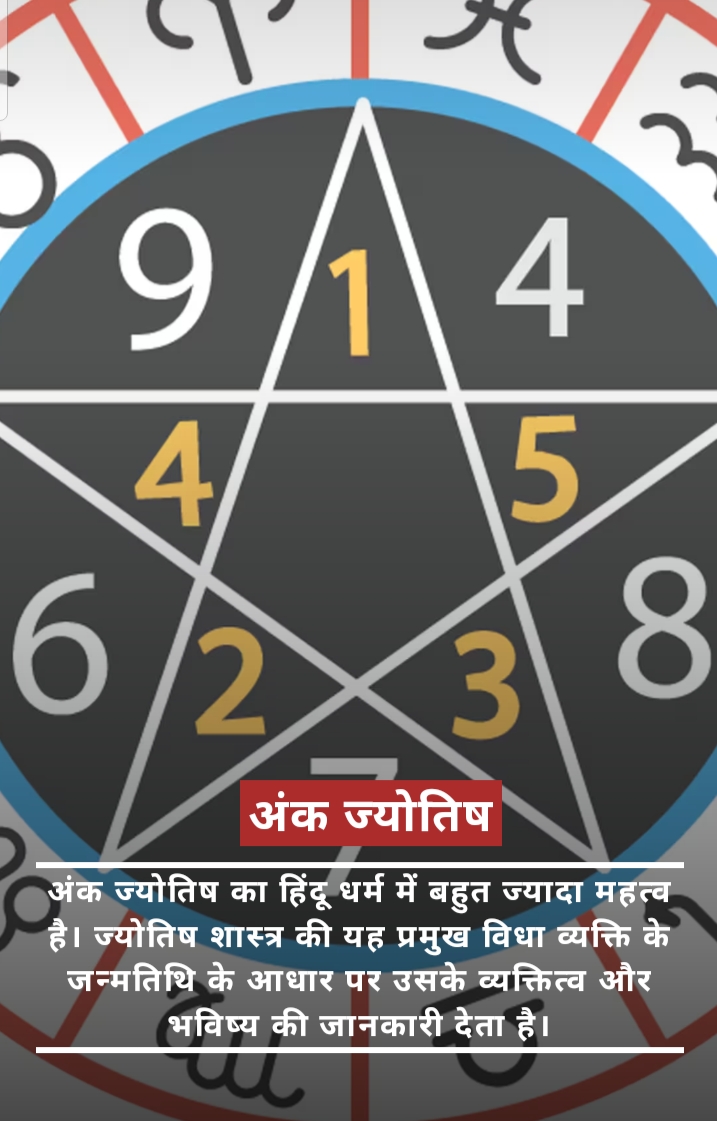 9
1
4
4
5
6
8
2
3
7
अंक ज्योतिष
अंक ज्योतिष का हिंदू धर्म में बहुत ज्यादा महत्व
है। ज्योतिष शास्त्र की यह प्रमुख विधा व्यक्ति के
जन्मतिथि के आधार पर उसके व्यक्तित्व और
भविष्य की जानकारी देता है।